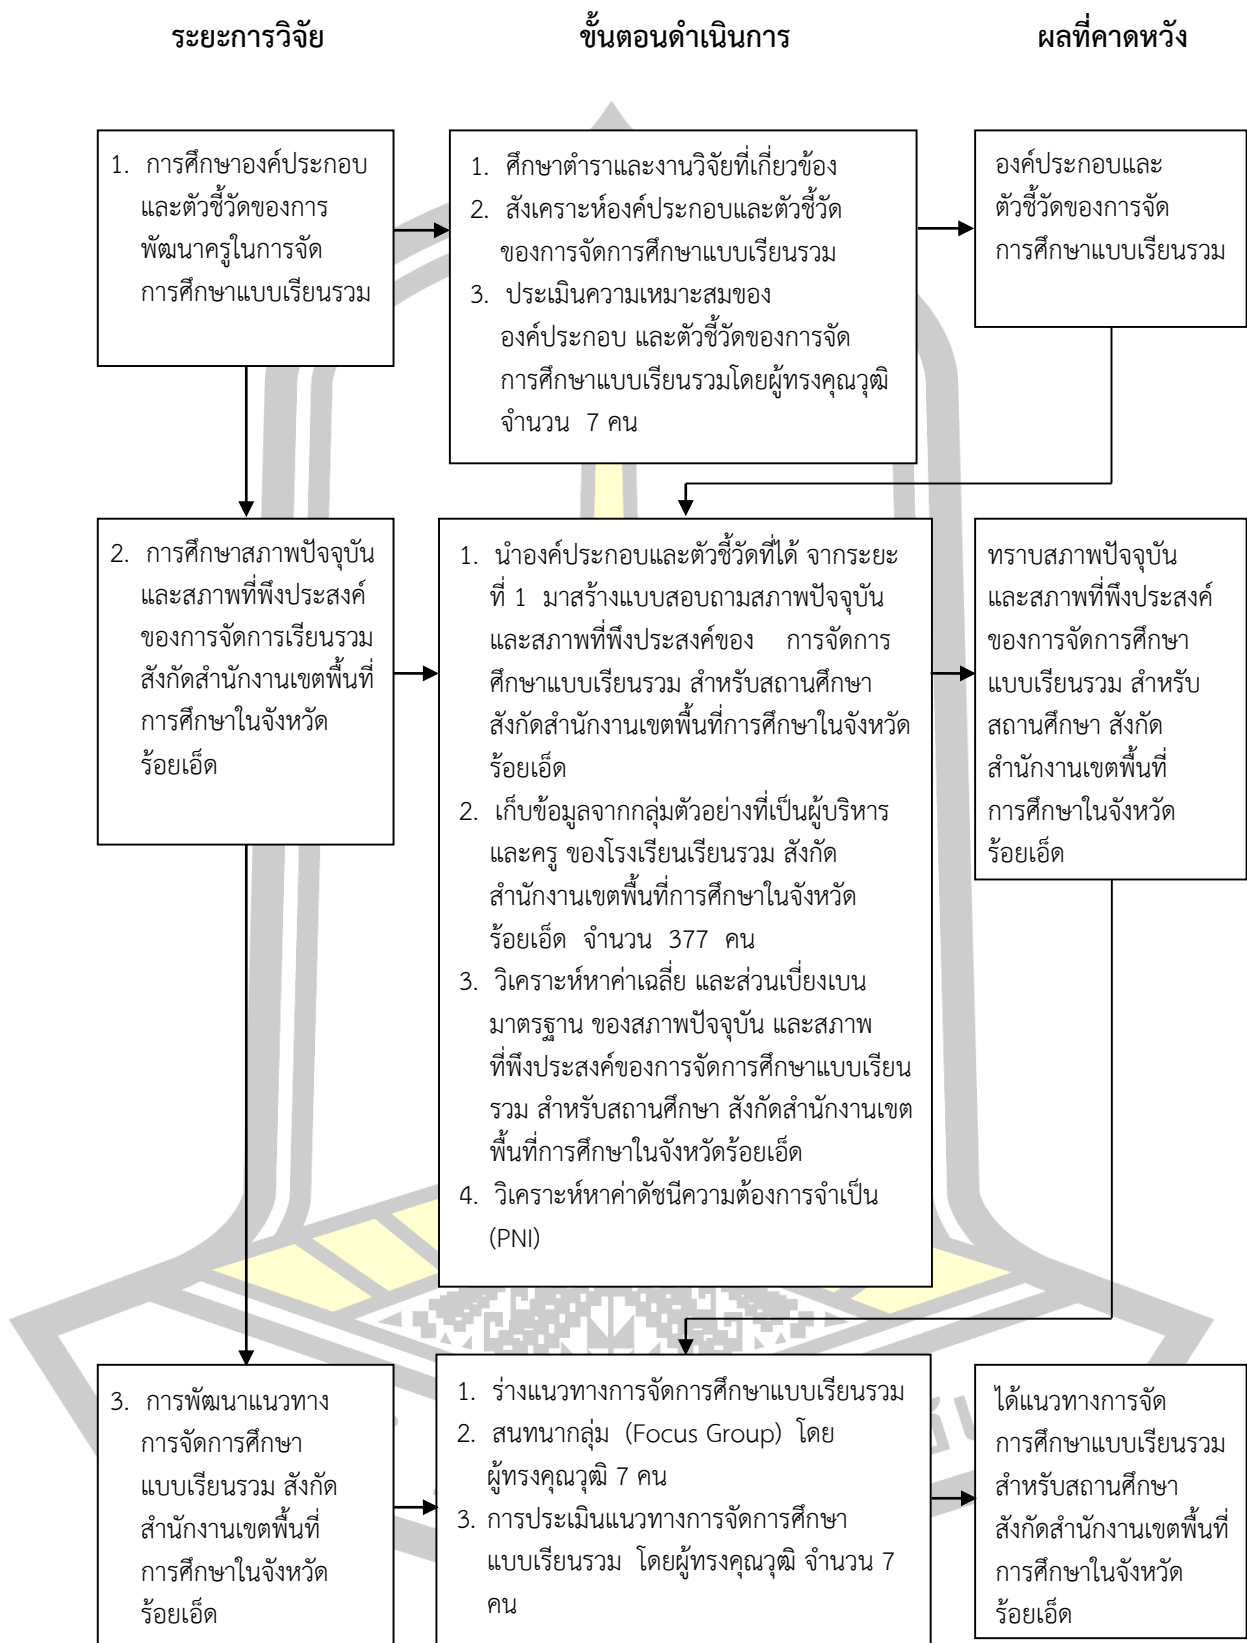 ระยะการวิจัย
ขั้นตอนดำเนินการ
ผลที่คาดหวัง
1. การศึกษาองค์ประกอบ
และตัวชี้วัดของการ
พัฒนาครูในการจัด
การศึกษาแบบเรียนรวม
1. ศึกษาตำราและงานวิจัยที่เกี่ยวข้อง
2. สังเคราะห์องค์ประกอบและตัวชี้วัด
ของการจัดการศึกษาแบบเรียนรวม
3. ประเมินความเหมาะสมของ
องค์ประกอบ และตัวชี้วัดของการจัด
การศึกษาแบบเรียนรวมโดยผู้ทรงคุณวุฒิ
จำนวน 7 คน
องค์ประกอบและ
ตัวชี้วัดของการจัด
การศึกษาแบบเรียนรวม
2. การศึกษาสภาพปัจจุบัน
และสภาพที่พึงประสงค์
ของการจัดการเรียนรวม
สังกัดสำนักงานเขตพื้นที่
การศึกษาในจังหวัด
ร้อยเอ็ด
1. นำองค์ประกอบและตัวชี้วัดที่ได้ จากระยะ
ที่ 1 มาสร้างแบบสอบถามสภาพปัจจุบัน
และสภาพที่พึงประสงค์ของ การจัดการ
ศึกษาแบบเรียนรวม สำหรับสถานศึกษา
สังกัดสำนักงานเขตพื้นที่การศึกษาในจังหวัด
ร้อยเอ็ด
2. เก็บข้อมูลจากกลุ่มตัวอย่างที่เป็นผู้บริหาร
และครู ของโรงเรียนเรียนรวม สังกัด
สำนักงานเขตพื้นที่การศึกษาในจังหวัด
ร้อยเอ็ด จำนวน 377 คน
3. วิเคราะห์หาค่าเฉลี่ย และส่วนเบี่ยงเบน
มาตรฐาน ของสภาพปัจจุบัน และสภาพ
ที่พึงประสงค์ของการจัดการศึกษาแบบเรียน
รวม สำหรับสถานศึกษา สังกัดสำนักงานเขต
พื้นที่การศึกษาในจังหวัดร้อยเอ็ด
4. วิเคราะห์หาค่าดัชนีความต้องการจำเป็น
(PNI)
ทราบสภาพปัจจุบัน
และสภาพที่พึงประสงค์
ของการจัดการศึกษา
แบบเรียนรวม สำหรับ
สถานศึกษา สังกัด
สำนักงานเขตพื้นที่
การศึกษาในจังหวัด
ร้อยเอ็ด
3. การพัฒนาแนวทาง
การจัดการศึกษา
แบบเรียนรวม สังกัด
สำนักงานเขตพื้นที่
การศึกษาในจังหวัด
ร้อยเอ็ด
1. ร่างแนวทางการจัดการศึกษาแบบเรียนรวม
2. สนทนากลุ่ม (Focus Group) โดย
ผู้ทรงคุณวุฒิ 7 คน
3. การประเมินแนวทางการจัดการศึกษา
แบบเรียนรวม โดยผู้ทรงคุณวุฒิ จำนวน 7
คน
ได้แนวทางการจัด
การศึกษาแบบเรียนรวม
สำหรับสถานศึกษา
สังกัดสำนักงานเขตพื้นที่
การศึกษาในจังหวัด
ร้อยเอ็ด